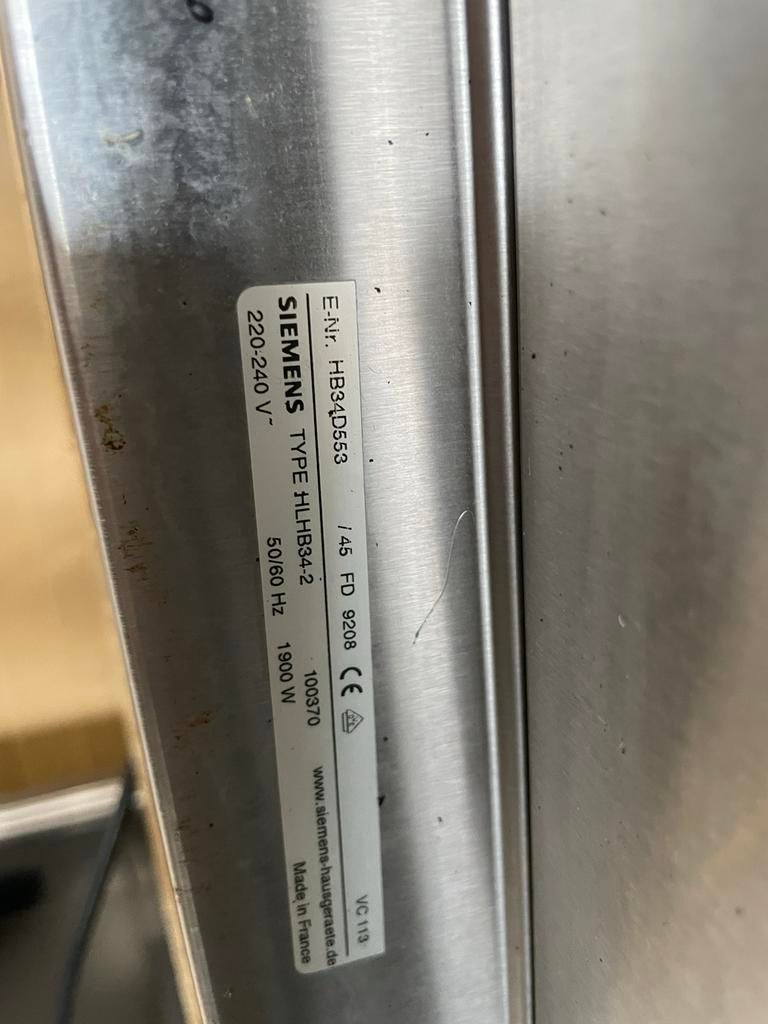 E-Nr. HB34D553 / 45 FD 9208 CE VC 113
SIEMENS TYPE HLHB34-2 100370 www.siemens-hausgeraete.de
220-240 V~ 50/60 Hz 1900 W Made in France